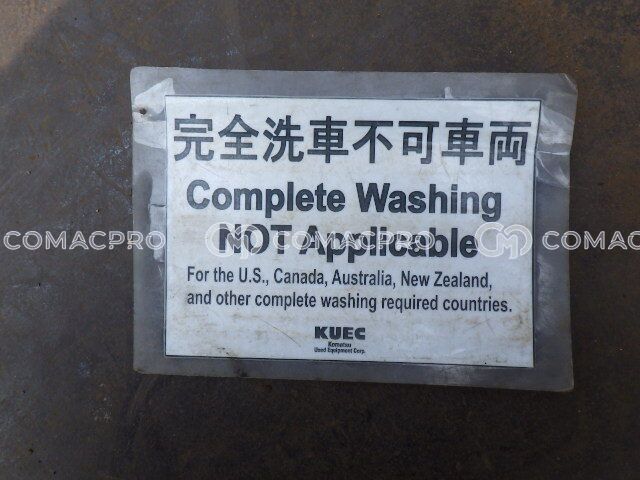 完全洗車不可車両
Complete Washing
NOT Applicable
COMACPRO COMACPRO COMACPRO
For the U.S., Canada, Australia, New Zealand,
and other complete washing required countries.
KUEC
Komatsu
Used Equipment Corp.